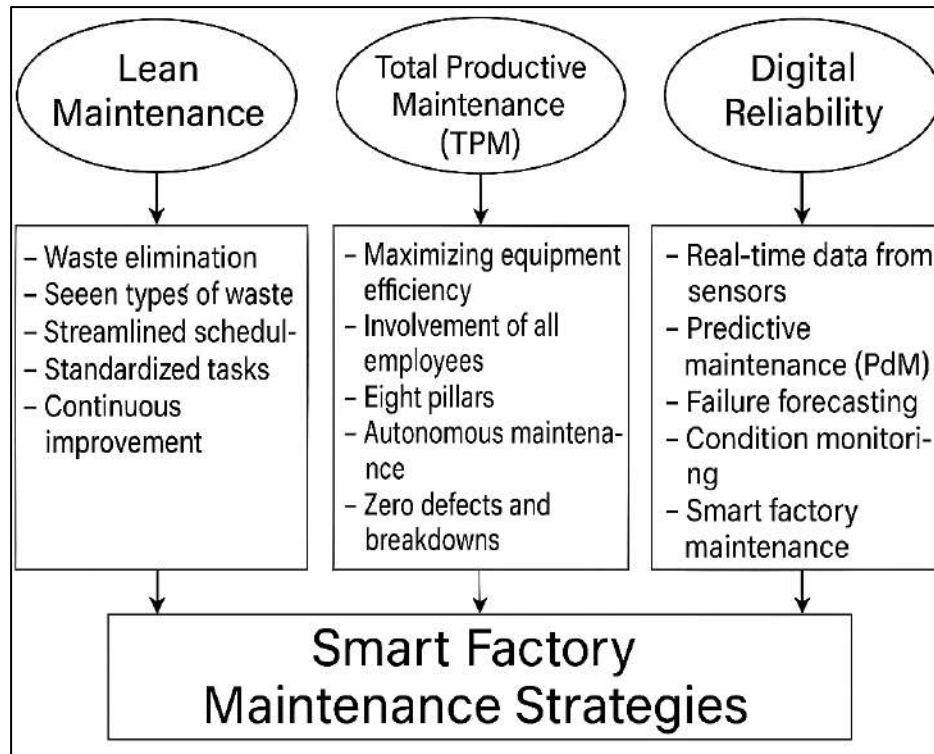 Lean
Maintenance
Total Productive
Maintenance
(TPM)
Digital
Reliability
– Waste elimination
– Seeen types of waste
– Streamlined schedul-
– Standardized tasks
– Continuous
improvement
– Maximizing equipment
efficiency
– Involvement of all
employees
– Eight pillars
– Autonomous maintena-
nce
– Zero defects and
breakdowns
– Real-time data from
sensors
– Predictive
maintenance (PdM)
– Failure forecasting
– Condition monitori-
ng
– Smart factory
maintenance
Smart Factory
Maintenance Strategies